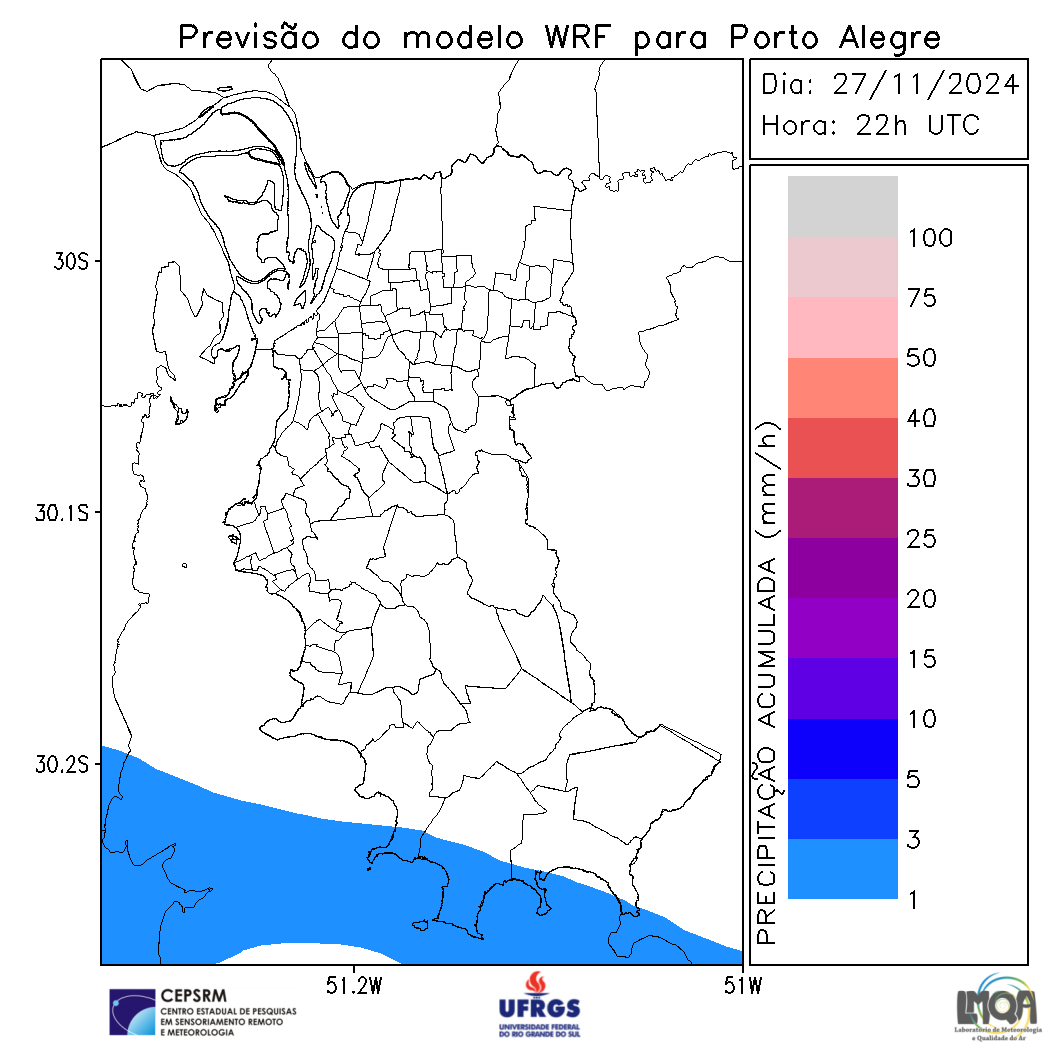 Previsão do modelo WRF para Porto Alegre
Dia: 27/11/2024
Hora: 22h UTC
30S
30.1S
30.2S
51.2W
51W
PRECIPITAÇÃO ACUMULADA (mm/h)
100
75
50
40
30
25
20
15
10
5
3
1
CEPSRM
CENTRO ESTADUAL DE PESQUISAS
EM SENSORIAMENTO REMOTO
E METEOROLOGIA
UFRGS
UNIVERSIDADE FEDERAL
DO RIO GRANDE DO SUL
LMQA
Laboratório de Meteorologia
e Qualidade do Ar